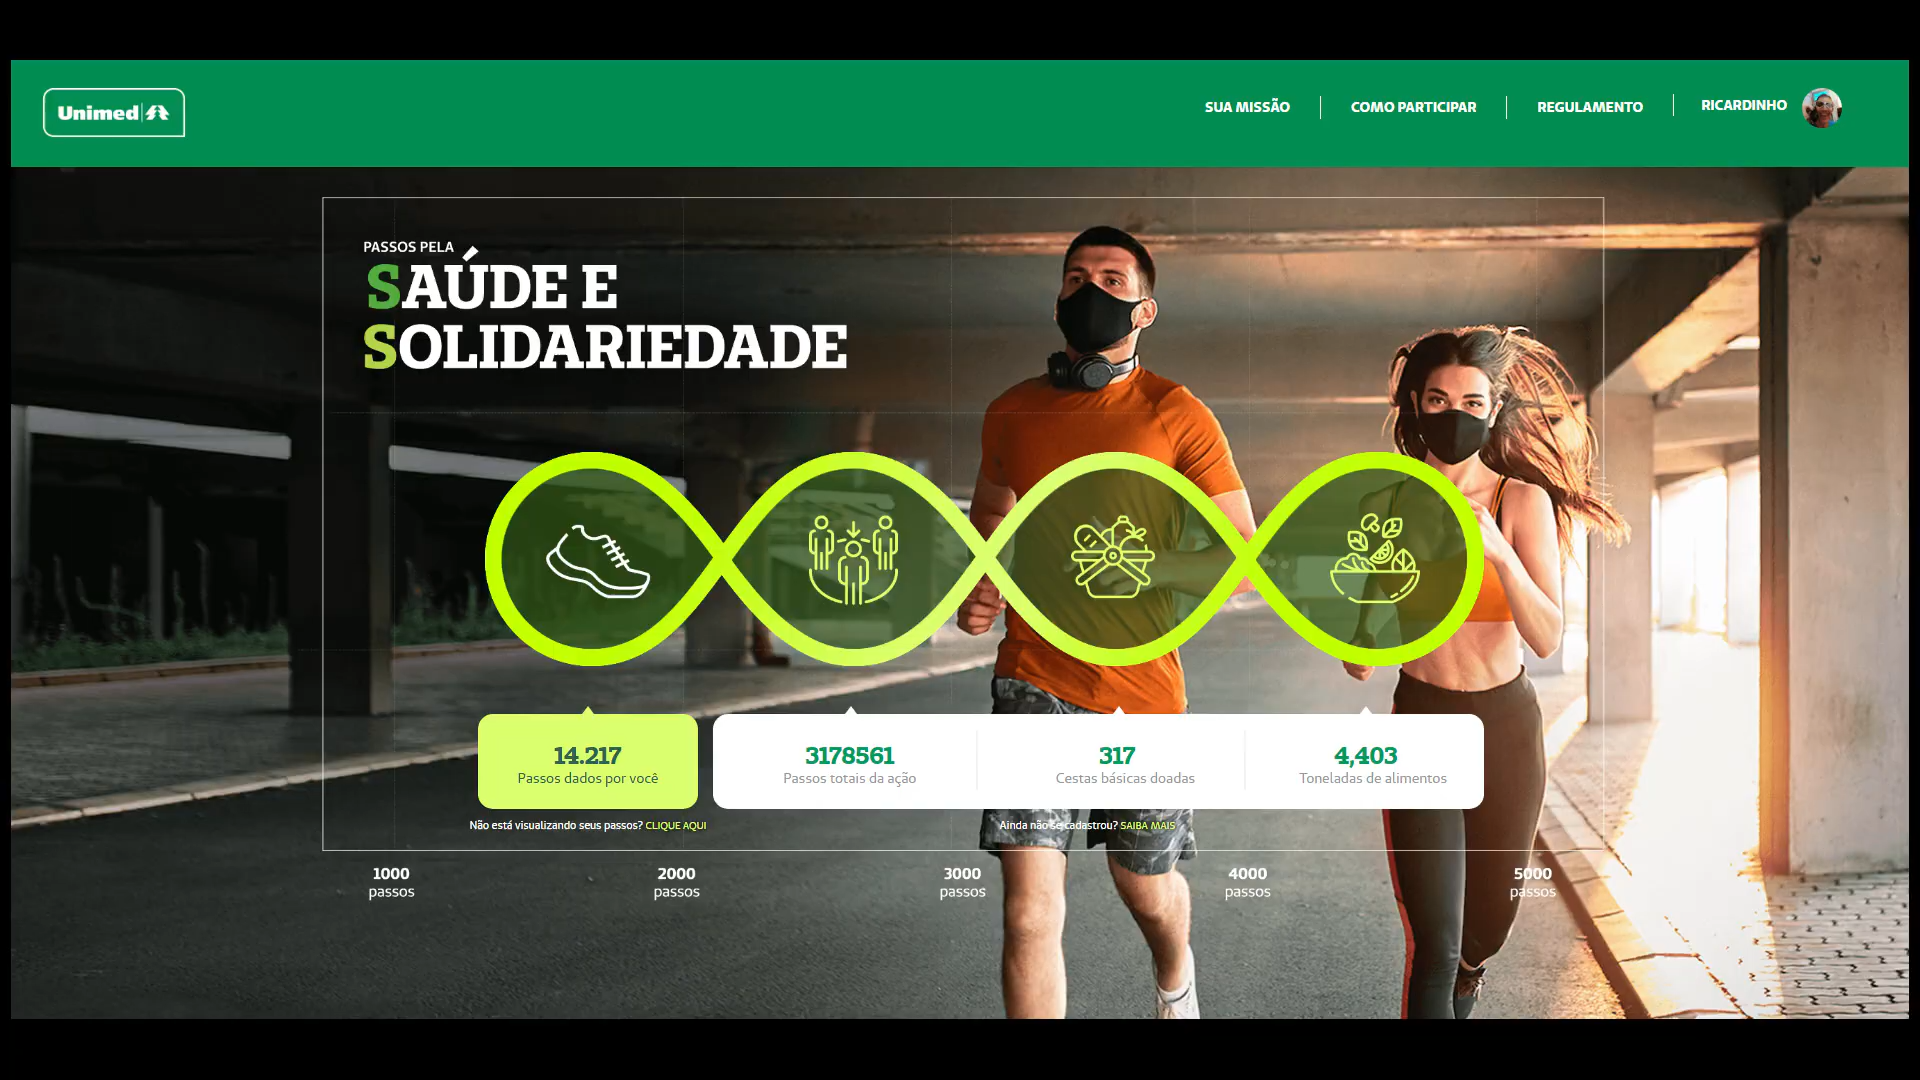 Unimed
SUA MISSÃO
COMO PARTICIPAR
REGULAMENTO
RICARDINHO
PASSOS PELA
SAÚDE E
SOLIDARIEDADE
14.217
Passos dados por você
3178561
Passos totais da ação
317
Cestas básicas doadas
4,403
Toneladas de alimentos
Não está visualizando seus passos? CLIQUE AQUI
Ainda não se cadastrou? SAIBA MAIS
1000
passos
2000
passos
3000
passos
4000
passos
5000
passos